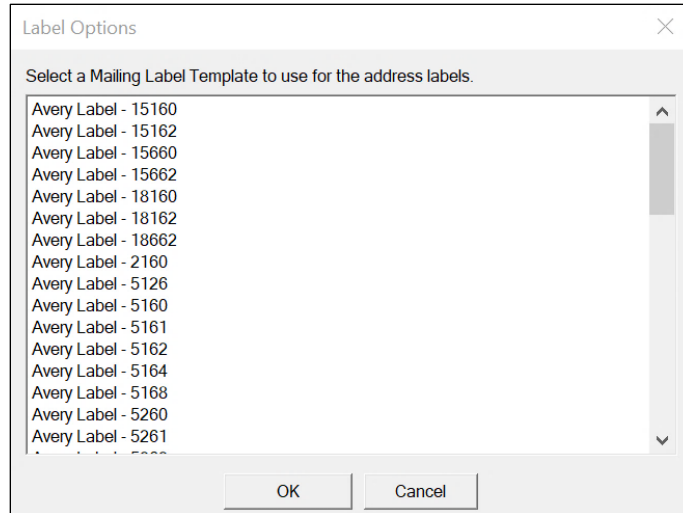 Label Options
Select a Mailing Label Template to use for the address labels.
Avery Label - 15160
Avery Label - 15162
Avery Label - 15660
Avery Label - 15662
Avery Label - 18160
Avery Label - 18162
Avery Label - 18662
Avery Label - 2160
Avery Label - 5126
Avery Label - 5160
Avery Label - 5161
Avery Label - 5162
Avery Label - 5164
Avery Label - 5168
Avery Label - 5260
Avery Label - 5261
OK Cancel